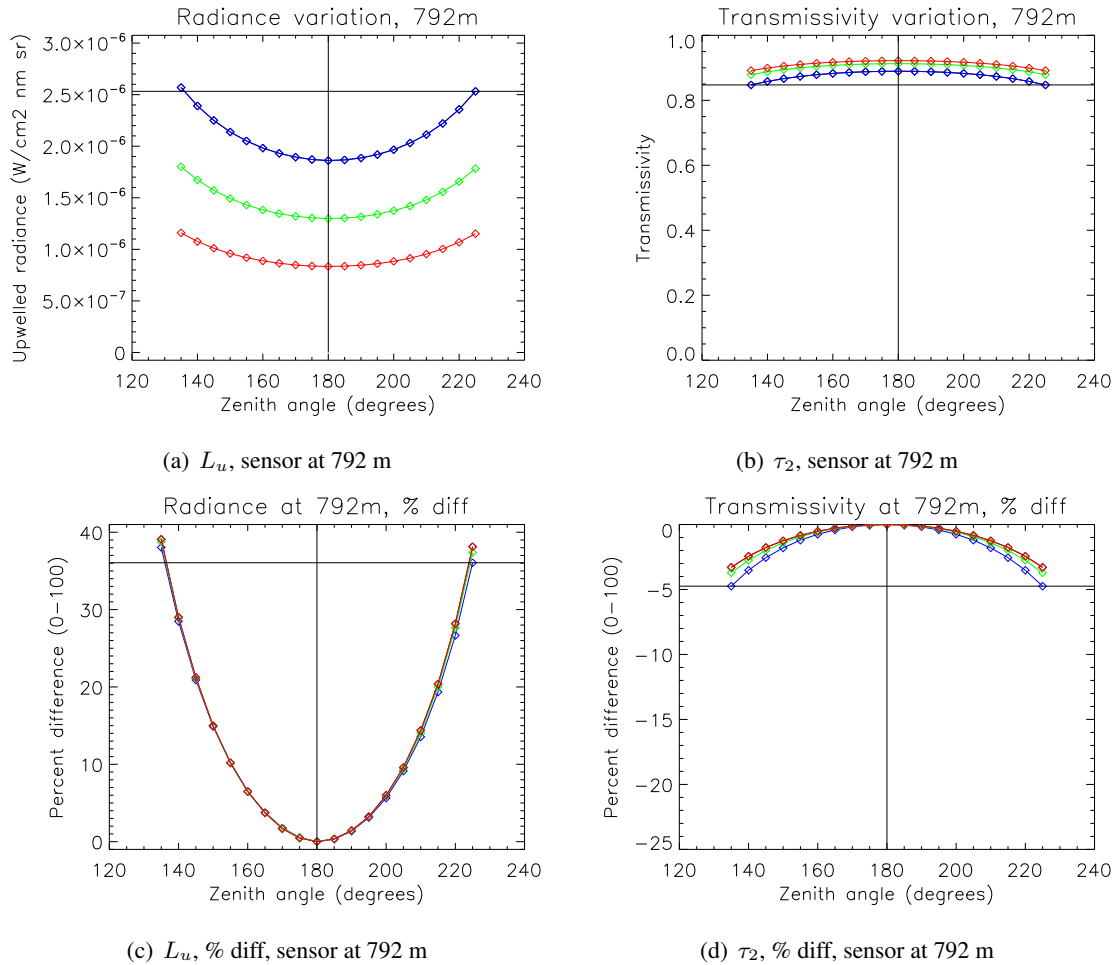 Radiance variation, 792m
Upwelled radiance (W/cm2 nm sr)
3.0×10⁻⁶
2.5×10⁻⁶
2.0×10⁻⁶
1.5×10⁻⁶
1.0×10⁻⁶
5.0×10⁻⁷
0
120 140 160 180 200 220 240
Zenith angle (degrees)
(a) Lᵤ, sensor at 792 m
Transmissivity variation, 792m
Transmissivity
1.0
0.8
0.6
0.4
0.2
0.0
120 140 160 180 200 220 240
Zenith angle (degrees)
(b) τ₂, sensor at 792 m
Radiance at 792m, % diff
Percent difference (0-100)
40
30
20
10
0
120 140 160 180 200 220 240
Zenith angle (degrees)
(c) Lᵤ, % diff, sensor at 792 m
Transmissivity at 792m, % diff
Percent difference (0-100)
0
-5
-10
-15
-20
-25
120 140 160 180 200 220 240
Zenith angle (degrees)
(d) τ₂, % diff, sensor at 792 m